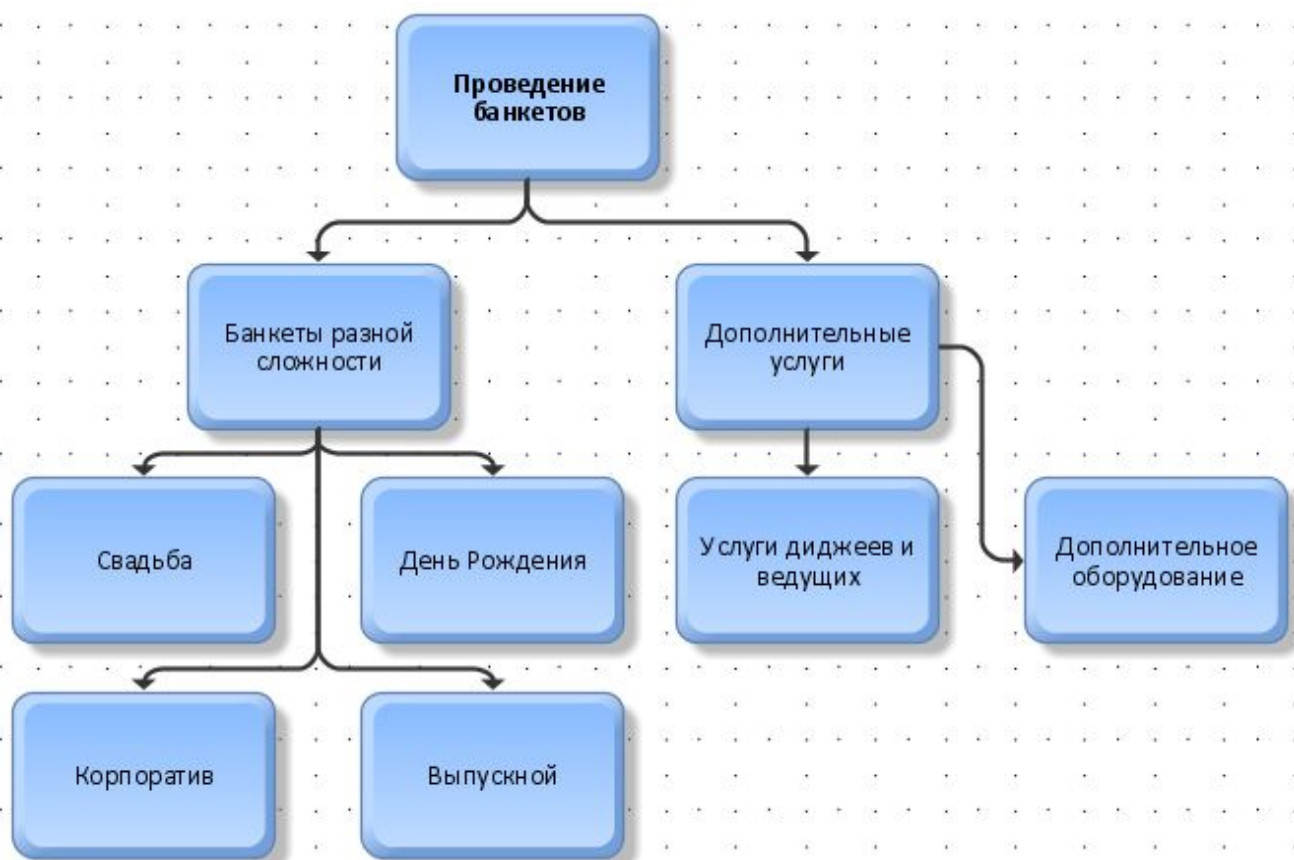 Проведение
банкетов
Банкеты разной
сложности
Дополнительные
услуги
Свадьба
День Рождения
Услуги диджеев и
ведущих
Дополнительное
оборудование
Корпоратив
Выпускной